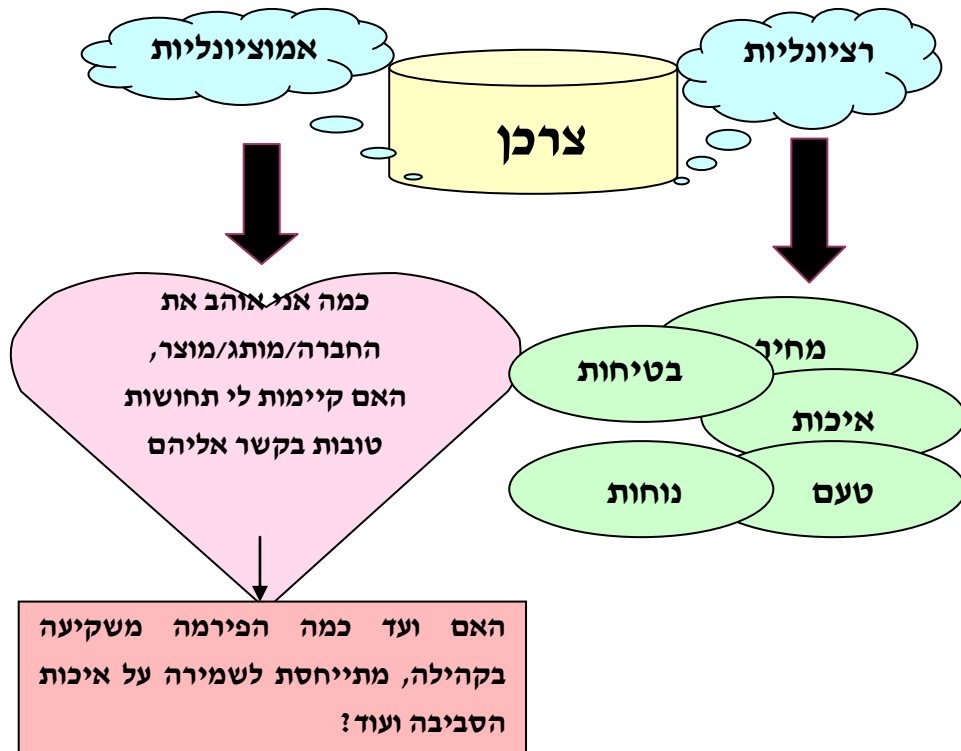 רציונליות
אמוציונליות
צרכן
כמה אני אוהב את
החברה/מותג/מוצר,
האם קיימות לי תחושות
טובות בקשר אליהם
מחיר
בטיחות
איכות
טעם
נוחות
האם ועד כמה הפירמה משקיעה
בקהילה, מתייחסת לשמירה על איכות
הסביבה ועוד?